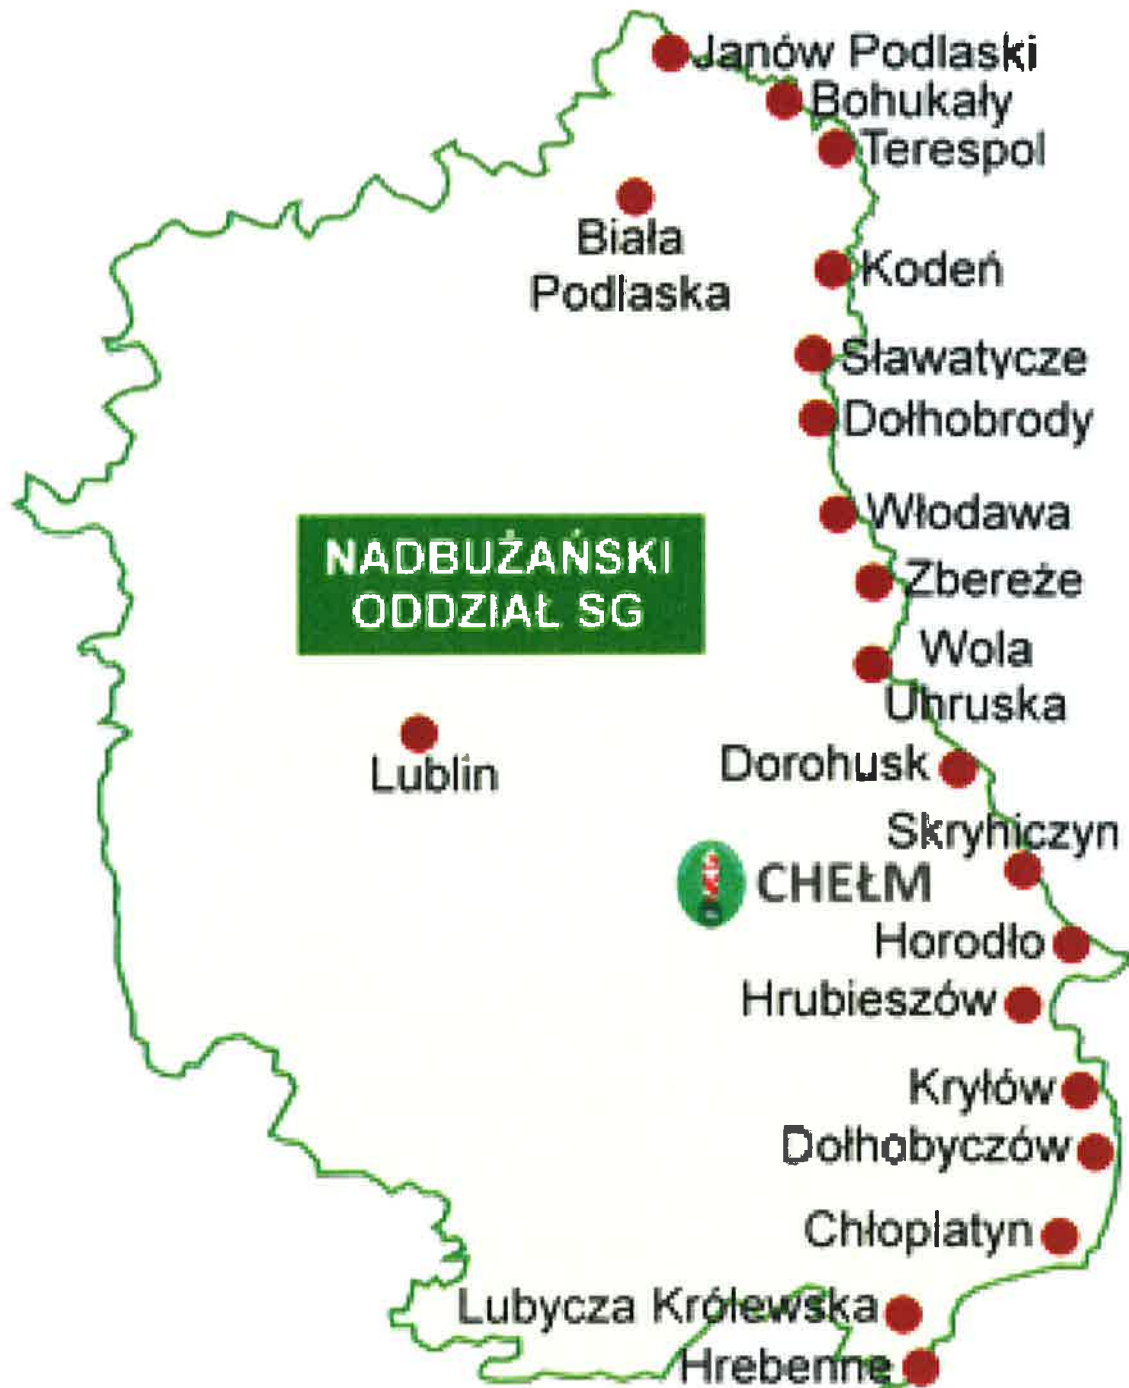 Janów Podlaski
Bohukały
Terespol
Biała
Podlaska
Kodeń
Sławatycze
Dołhobrody
Włodawa
NADBUŻAŃSKI
ODDZIAŁ SG
Zbereże
Wola
Uhruska
Lublin
Dorohusk
Skryhiczyn
CHEŁM
Horodło
Hrubieszów
Kryłów
Dołhobyczów
Chłopiatyn
Lubycza Królewska
Hrebenne